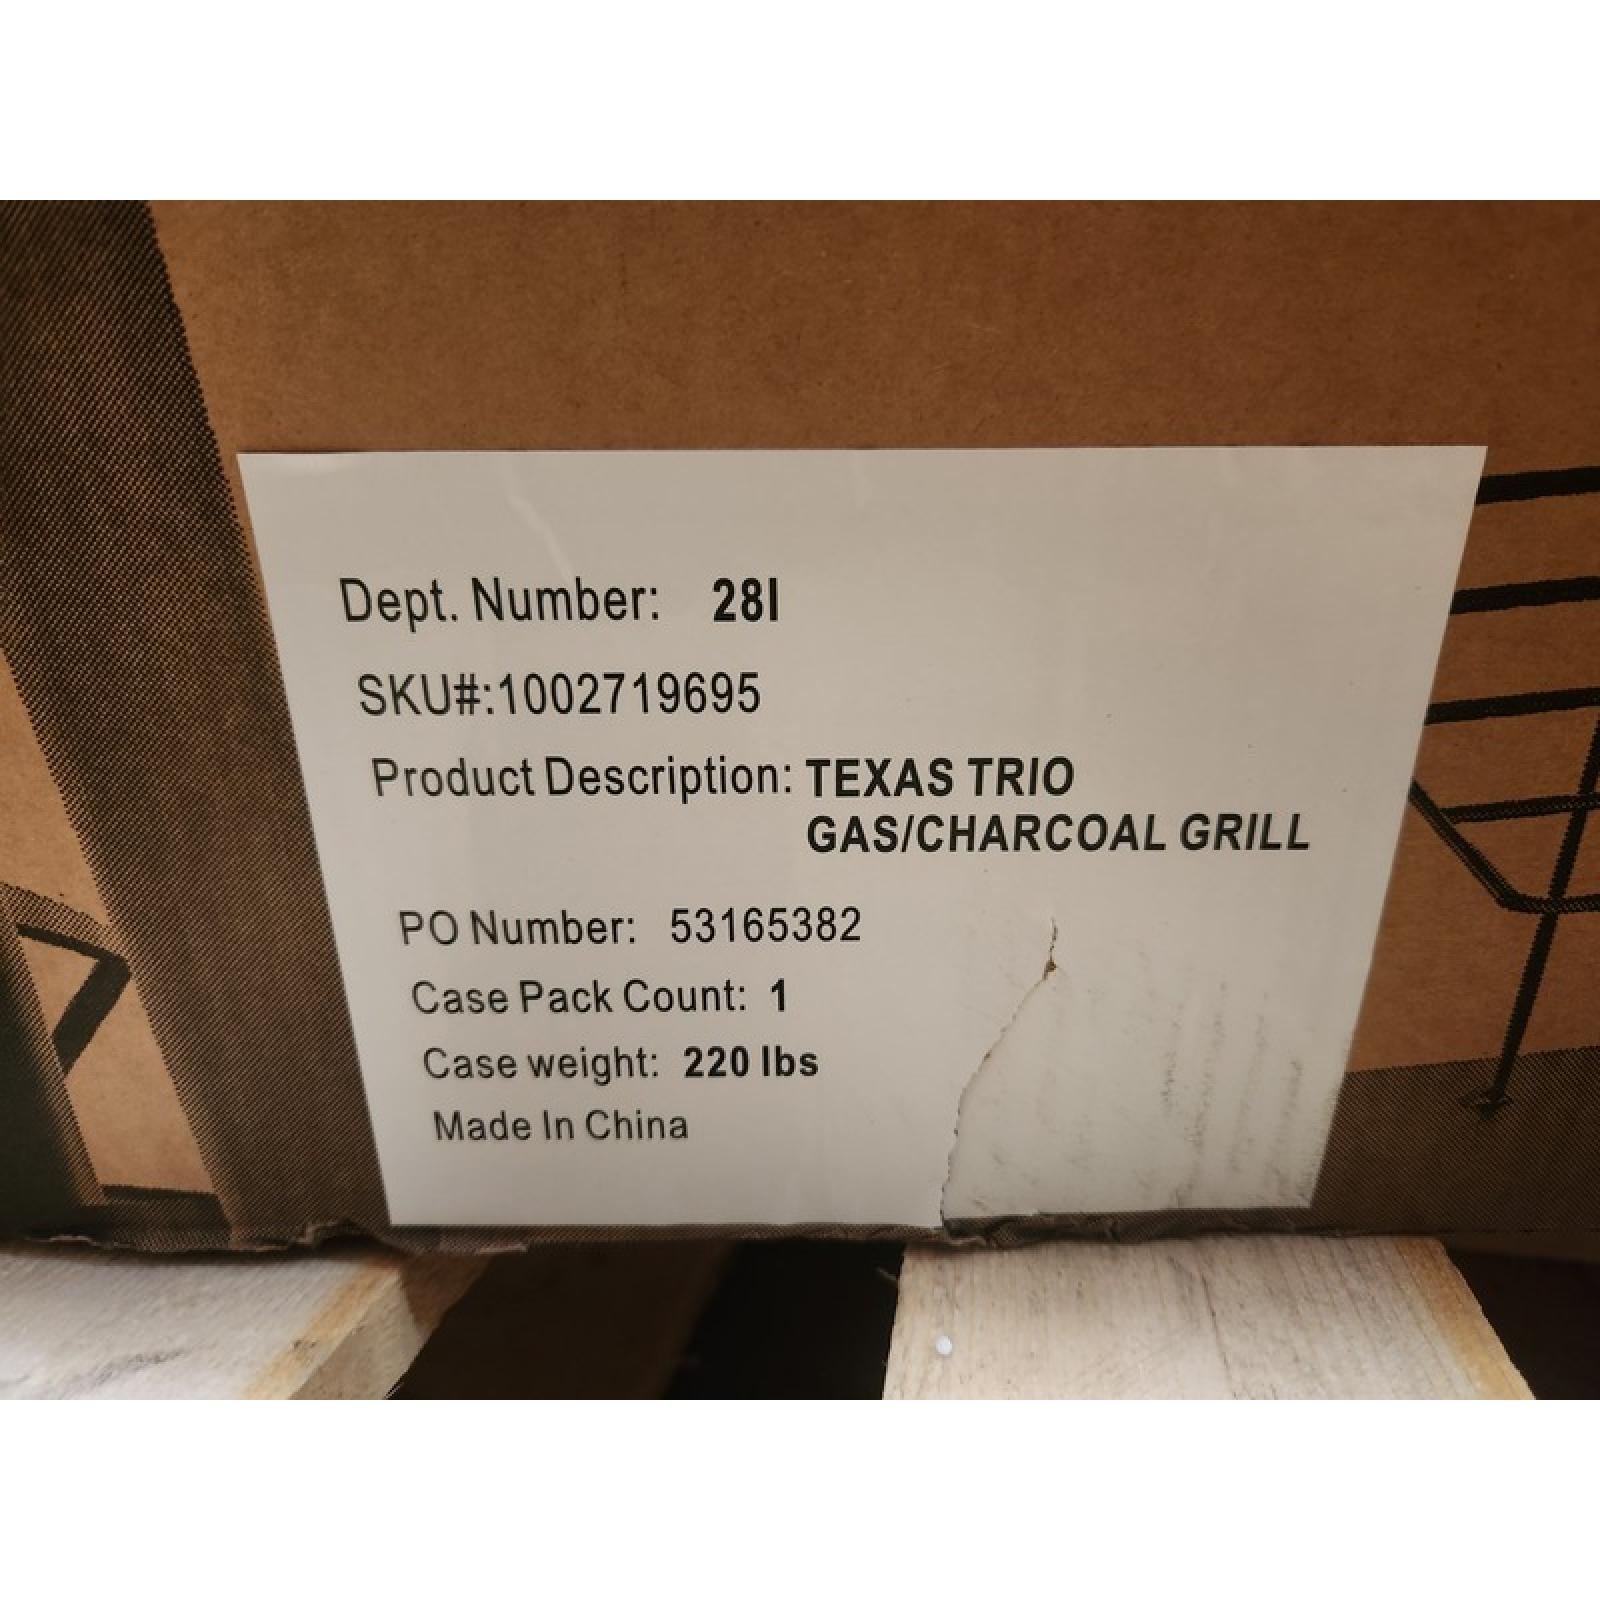 Dept. Number: 28I
SKU#:1002719695
Product Description: TEXAS TRIO
GAS/CHARCOAL GRILL
PO Number: 53165382
Case Pack Count: 1
Case weight: 220 lbs
Made In China